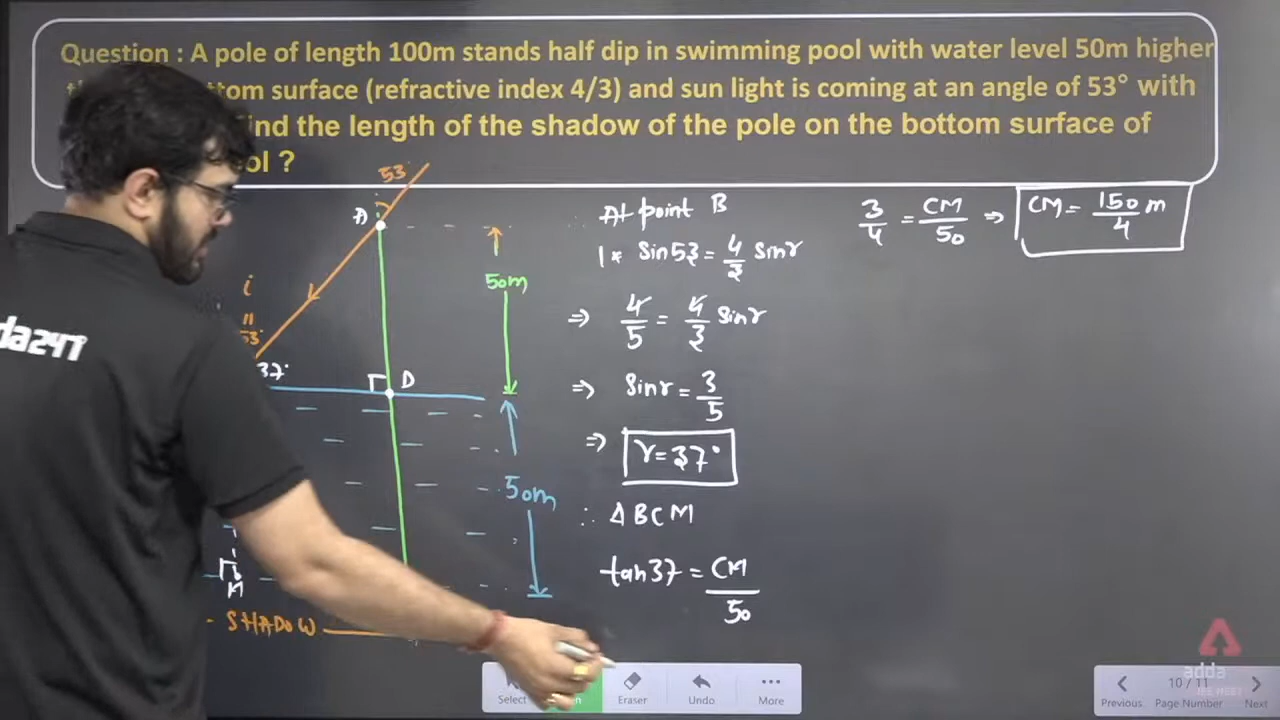 Question : A pole of length 100m stands half dip in swimming pool with water level 50m higher
surface (refractive index 4/3) and sun light is coming at an angle of 53° with
the length of the shadow of the pole on the bottom surface of
?
53°
A
i
11
53°
37°
D
50m
50m
M
SHADOW
At point B
1* Sin53 = 4/3 Sinr
⇒ 4/5 = 4/3 Sinr
⇒ Sinr = 3/5
⇒ r = 37°
∴ ΔBCM
tan37 = CM/50
3/4 = CM/50 ⇒ CM = 150/4 m
da247
Select
Eraser
Undo
More
adda
Previous
10 / 11
Page Number
Next